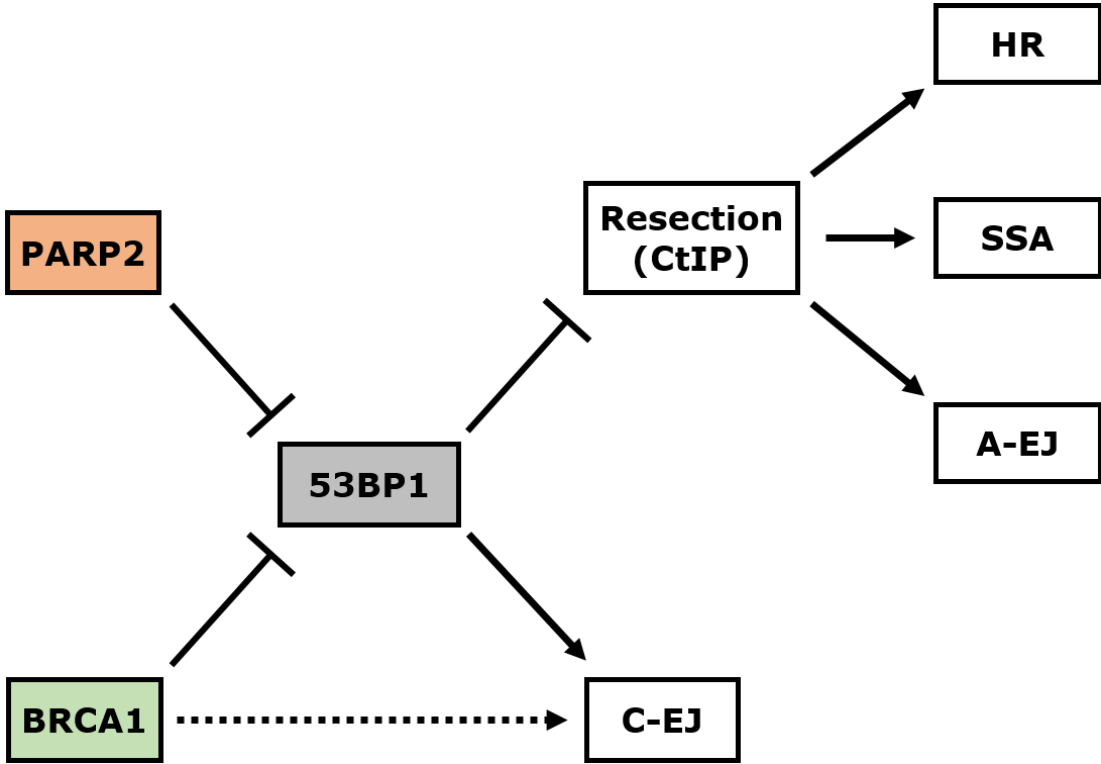 HR
PARP2
Resection
(CtIP)
SSA
53BP1
A-EJ
BRCA1
C-EJ